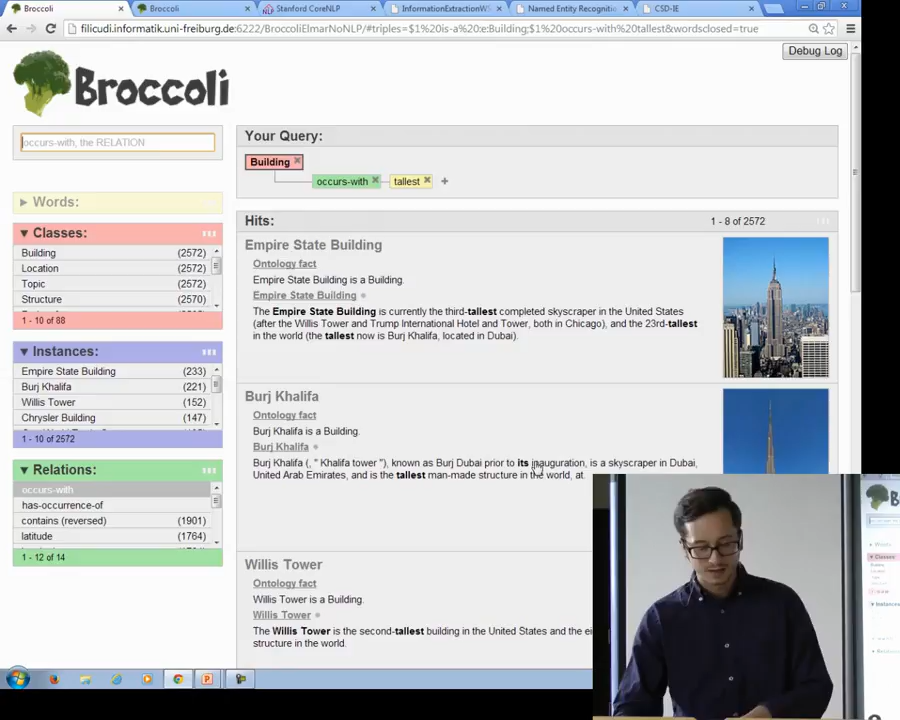 Broccoli
Broccoli
Stanford CoreNLP
InformationExtractionWS
Named Entity Recognition
CSD-IE
filicudi.informatik.uni-freiburg.de:6222/BroccoliElmarNoNLP/#triples=$1%20is-a%20:e:Building;$1%20occurs-with%20tallest&wordsclosed=true
Debug Log
Broccoli
occurs-with, the RELATION
Your Query:
Building
occurs-with
tallest
+
Words:
Hits:
1 - 8 of 2572
Classes:
Building (2572)
Location (2572)
Topic (2572)
Structure (2570)
1 - 10 of 88
Instances:
Empire State Building (233)
Burj Khalifa (221)
Willis Tower (152)
Chrysler Building (147)
1 - 10 of 2572
Relations:
occurs-with
has-occurrence-of
contains (reversed) (1901)
latitude (1764)
1 - 12 of 14
Empire State Building
Ontology fact
Empire State Building is a Building.
Empire State Building
The Empire State Building is currently the third-tallest completed skyscraper in the United States
(after the Willis Tower and Trump International Hotel and Tower, both in Chicago), and the 23rd-tallest
in the world (the tallest now is Burj Khalifa, located in Dubai).
Burj Khalifa
Ontology fact
Burj Khalifa is a Building.
Burj Khalifa
Burj Khalifa (, " Khalifa tower "), known as Burj Dubai prior to its inauguration, is a skyscraper in Dubai,
United Arab Emirates, and is the tallest man-made structure in the world, at
Willis Tower
Ontology fact
Willis Tower is a Building.
Willis Tower
The Willis Tower is the second-tallest building in the United States and the
structure in the world.